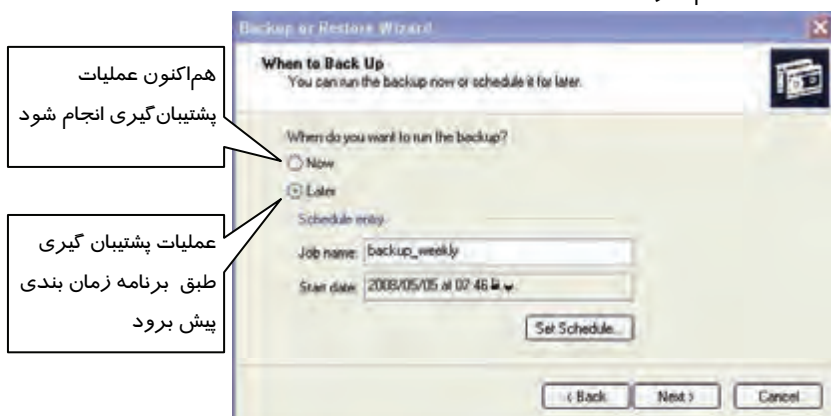 Backup or Restore Wizard
When to Back Up
You can run the backup now or schedule it for later.
هم‌اکنون عملیات
پشتیبان‌گیری انجام شود
When do you want to run the backup?
Now
Later
Schedule entry
عملیات پشتیبان گیری
طبق برنامه زمان بندی
پیش برود
Job name: backup_weekly
Start date: 2008/05/05 at 07:46
Set Schedule...
< Back
Next >
Cancel